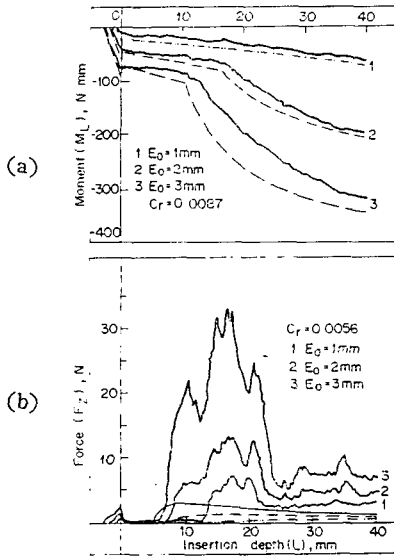 (a)
0 10 20 30 40
Moment (ML), N mm
-100
-200
-300
-400
1 E0=1mm
2 E0=2mm
3 E0=3mm
Cr=0.0087
1
2
3
(b)
Force (Fz), N
30
20
10
Cr=0.0056
1 E0=1mm
2 E0=2mm
3 E0=3mm
3
2
1
0 10 20 30 40
Insertion depth(L), mm